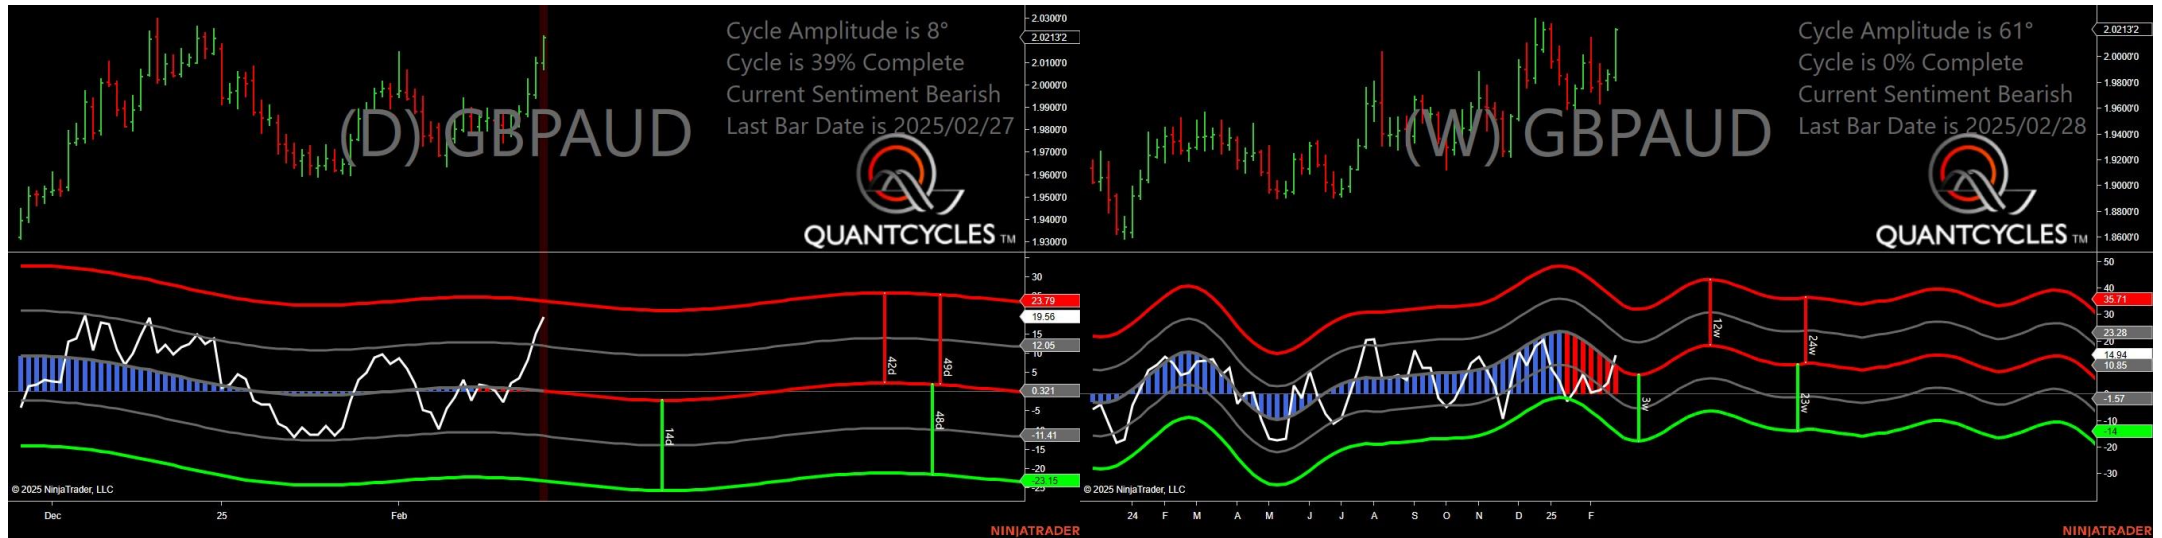 Cycle Amplitude is 8°
Cycle is 39% Complete
Current Sentiment Bearish
Last Bar Date is 2025/02/27
(D) GBPAUD
QUANTCYCLES TM
2.0300'0
2.0213'2
2.0100'0
1.9900'0
1.9800'0
1.9700'0
1.9600'0
1.9500'0
1.9400'0
1.9300'0
30
23.79
19.56
15
12.05
10
5
0.321
-5
-11.41
-15
-20
-23.15
-25
14d
42d
49d
48d
© 2025 NinjaTrader, LLC
Dec
25
Feb
NINJATRADER
Cycle Amplitude is 61°
Cycle is 0% Complete
Current Sentiment Bearish
Last Bar Date is 2025/02/28
(W) GBPAUD
QUANTCYCLES TM
2.0213'2
2.0000'0
1.9800'0
1.9600'0
1.9400'0
1.9200'0
1.9000'0
1.8800'0
1.8600'0
50
40
35.71
30
23.28
20
14.94
10.85
-1.57
-10
-14
-20
-30
3w
12w
24w
23w
© 2025 NinjaTrader, LLC
24 F M A M J J A S O N D 25 F
NINJATRADER